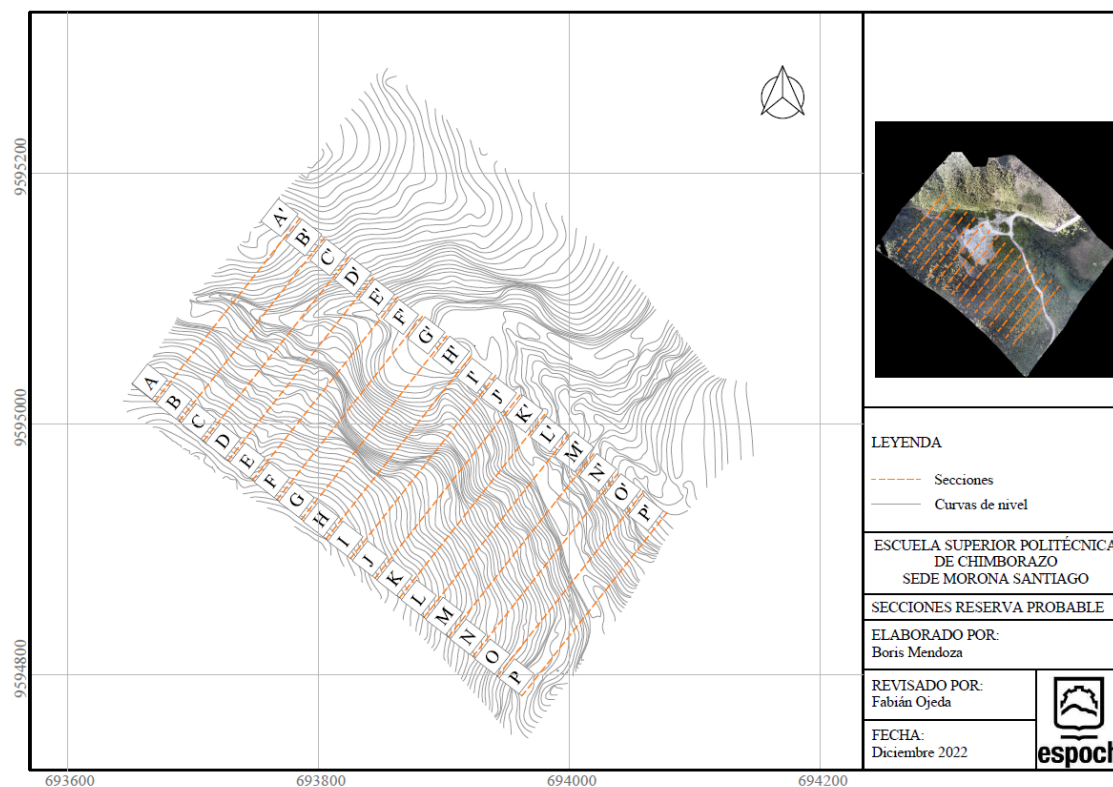 9595200
9595000
9594800
693600
693800
694000
694200
A'
B'
C'
D'
E'
F'
G'
H'
I'
J'
K'
L'
M'
N'
O'
P'
A
B
C
D
E
F
G
H
I
J
K
L
M
N
O
P
LEYENDA
Secciones
Curvas de nivel
ESCUELA SUPERIOR POLITÉCNICA
DE CHIMBORAZO
SEDE MORONA SANTIAGO
SECCIONES RESERVA PROBABLE
ELABORADO POR:
Boris Mendoza
REVISADO POR:
Fabián Ojeda
FECHA:
Diciembre 2022
espoch